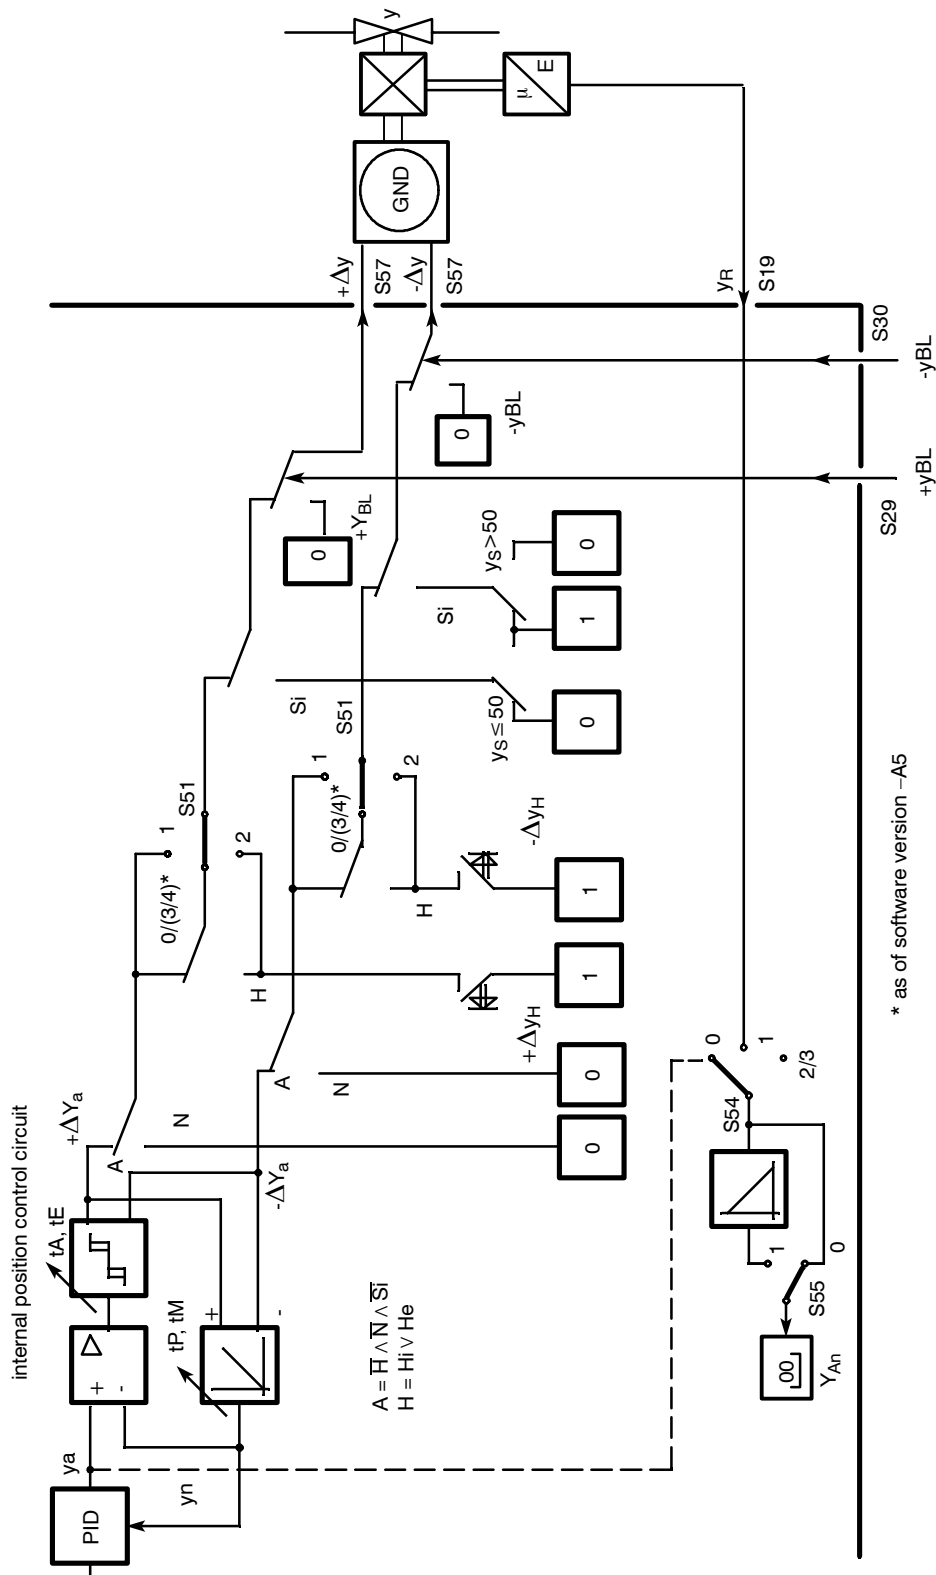 internal position control circuit
PID
ya
yn
+
-
tA, tE
tP, tM
+
-
+ΔYa
-ΔYa
A
N
A
N
0
0
A = H̅ ∧ N̅ ∧ S̅i̅
H = Hi ∨ He
H
0/(3/4)*
1
2
S51
H
0/(3/4)*
1
2
S51
+ΔyH
1
-ΔyH
1
Si
yS ≤ 50
0
Si
1
yS > 50
0
0
+YBL
0
-yBL
+Δy
S57
-Δy
S57
GND
y
μ
E
yR
S19
S29
+yBL
S30
-yBL
S54
0
1
2/3
S55
1
0
00
YAn
* as of software version –A5